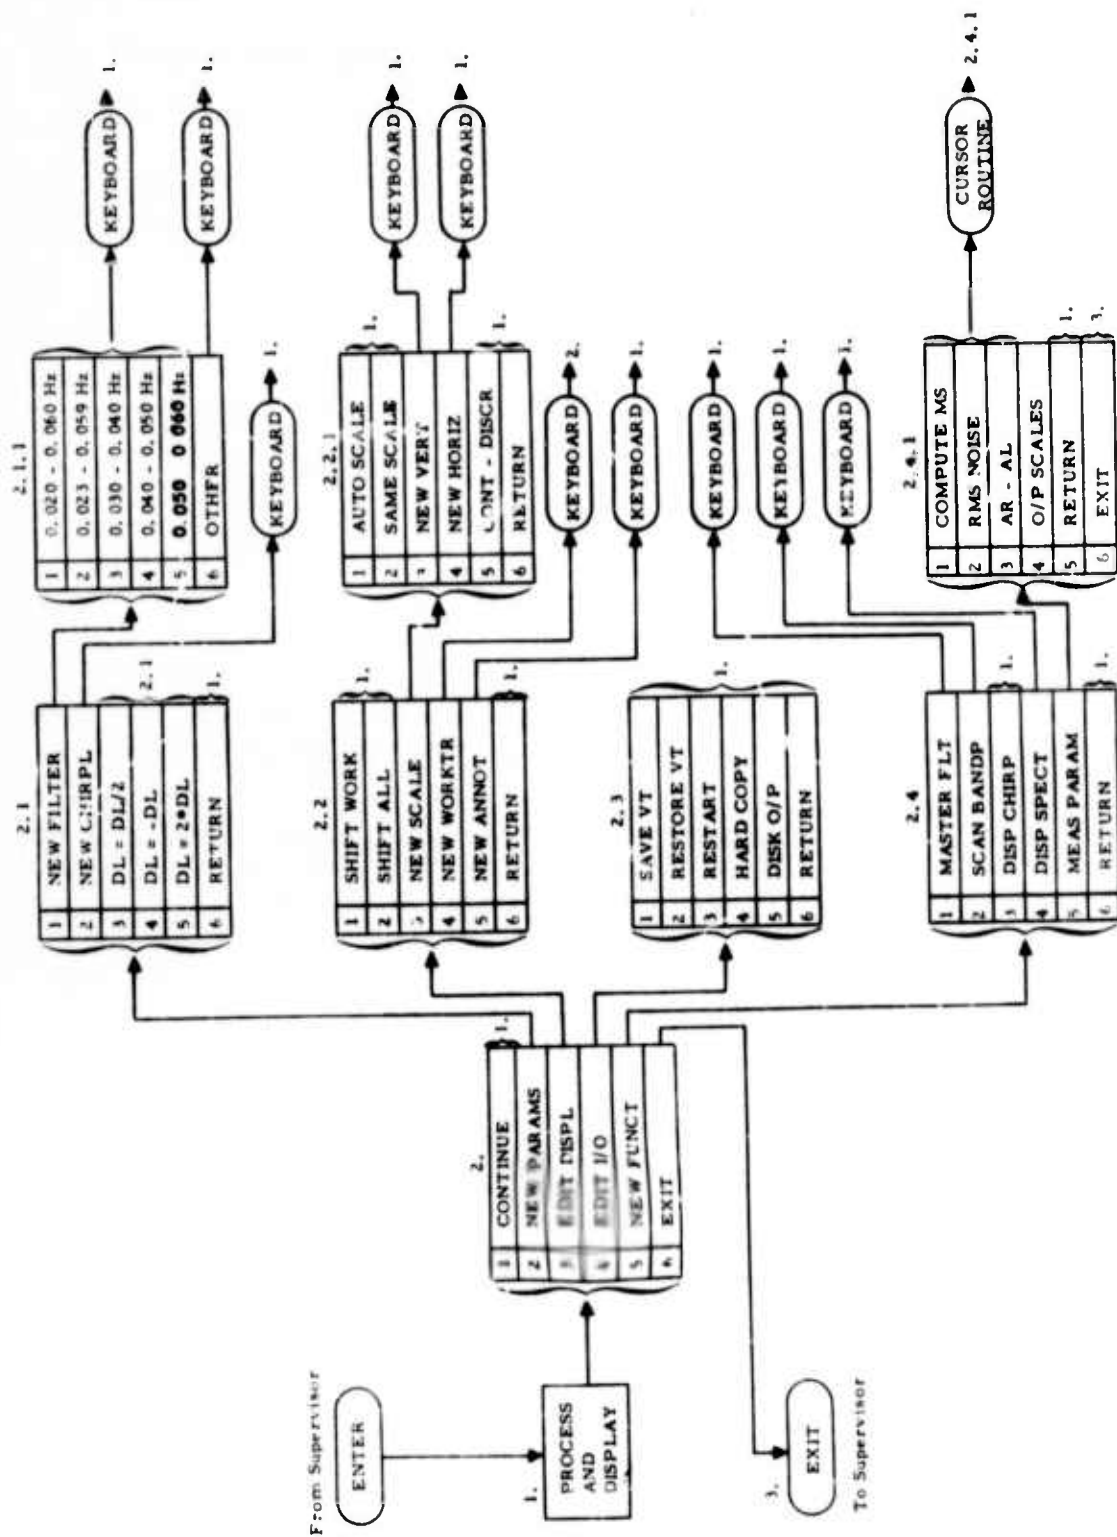 From Supervisor
ENTER
1.
PROCESS
AND
DISPLAY
3.
EXIT
To Supervisor
2.
1 CONTINUE 1.
2 NEW PARAMS
3 EDIT DISPL
4 EDIT I/O
5 NEW FUNCT
6 EXIT
2.1
1 NEW FILTER
2 NEW CHIRPL
3 DL = DL/2
4 DL = -DL
5 DL = 2*DL
2.1
6 RETURN 1.
2.2
1 SHIFT WORK
2 SHIFT ALL
1.
3 NEW SCALE
4 NEW WORKTR
5 NEW ANNOT
6 RETURN 1.
2.3
1 SAVE VT
2 RESTORE VT
3 RESTART
4 HARD COPY
5 DISK O/P
6 RETURN
1.
2.4
1 MASTER FLT
2 SCAN BANDP
3 DISP CHIRP 1.
4 DISP SPECT
5 MEAS PARAM
6 RETURN 1.
2.1.1
1 0.020 - 0.060 Hz
2 0.023 - 0.059 Hz
3 0.030 - 0.040 Hz
4 0.040 - 0.050 Hz
5 0.050 0.060 Hz
6 OTHER
KEYBOARD 1.
KEYBOARD 1.
KEYBOARD 1.
2.2.1
1 AUTO SCALE
2 SAME SCALE
1.
3 NEW VERT
4 NEW HORIZ
5 CONT - DISCR
6 RETURN
1.
KEYBOARD 1.
KEYBOARD 1.
KEYBOARD 2.
KEYBOARD 1.
KEYBOARD 1.
KEYBOARD 1.
KEYBOARD 1.
2.4.1
1 COMPUTE MS
2 RMS NOISE
3 AR - AL
4 O/P SCALES
5 RETURN 1.
6 EXIT 3.
CURSOR
ROUTINE
2.4.1